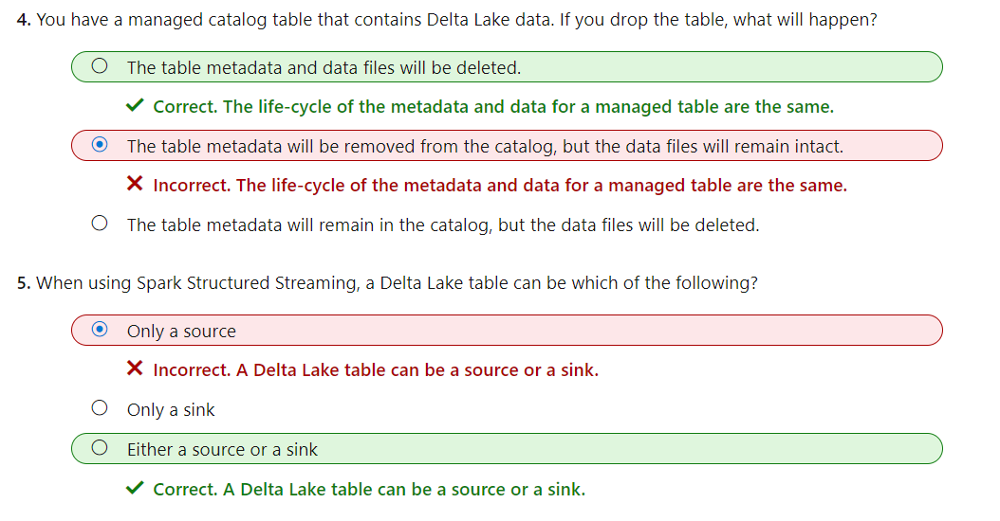 4. You have a managed catalog table that contains Delta Lake data. If you drop the table, what will happen?
The table metadata and data files will be deleted.
Correct. The life-cycle of the metadata and data for a managed table are the same.
The table metadata will be removed from the catalog, but the data files will remain intact.
Incorrect. The life-cycle of the metadata and data for a managed table are the same.
The table metadata will remain in the catalog, but the data files will be deleted.
5. When using Spark Structured Streaming, a Delta Lake table can be which of the following?
Only a source
Incorrect. A Delta Lake table can be a source or a sink.
Only a sink
Either a source or a sink
Correct. A Delta Lake table can be a source or a sink.